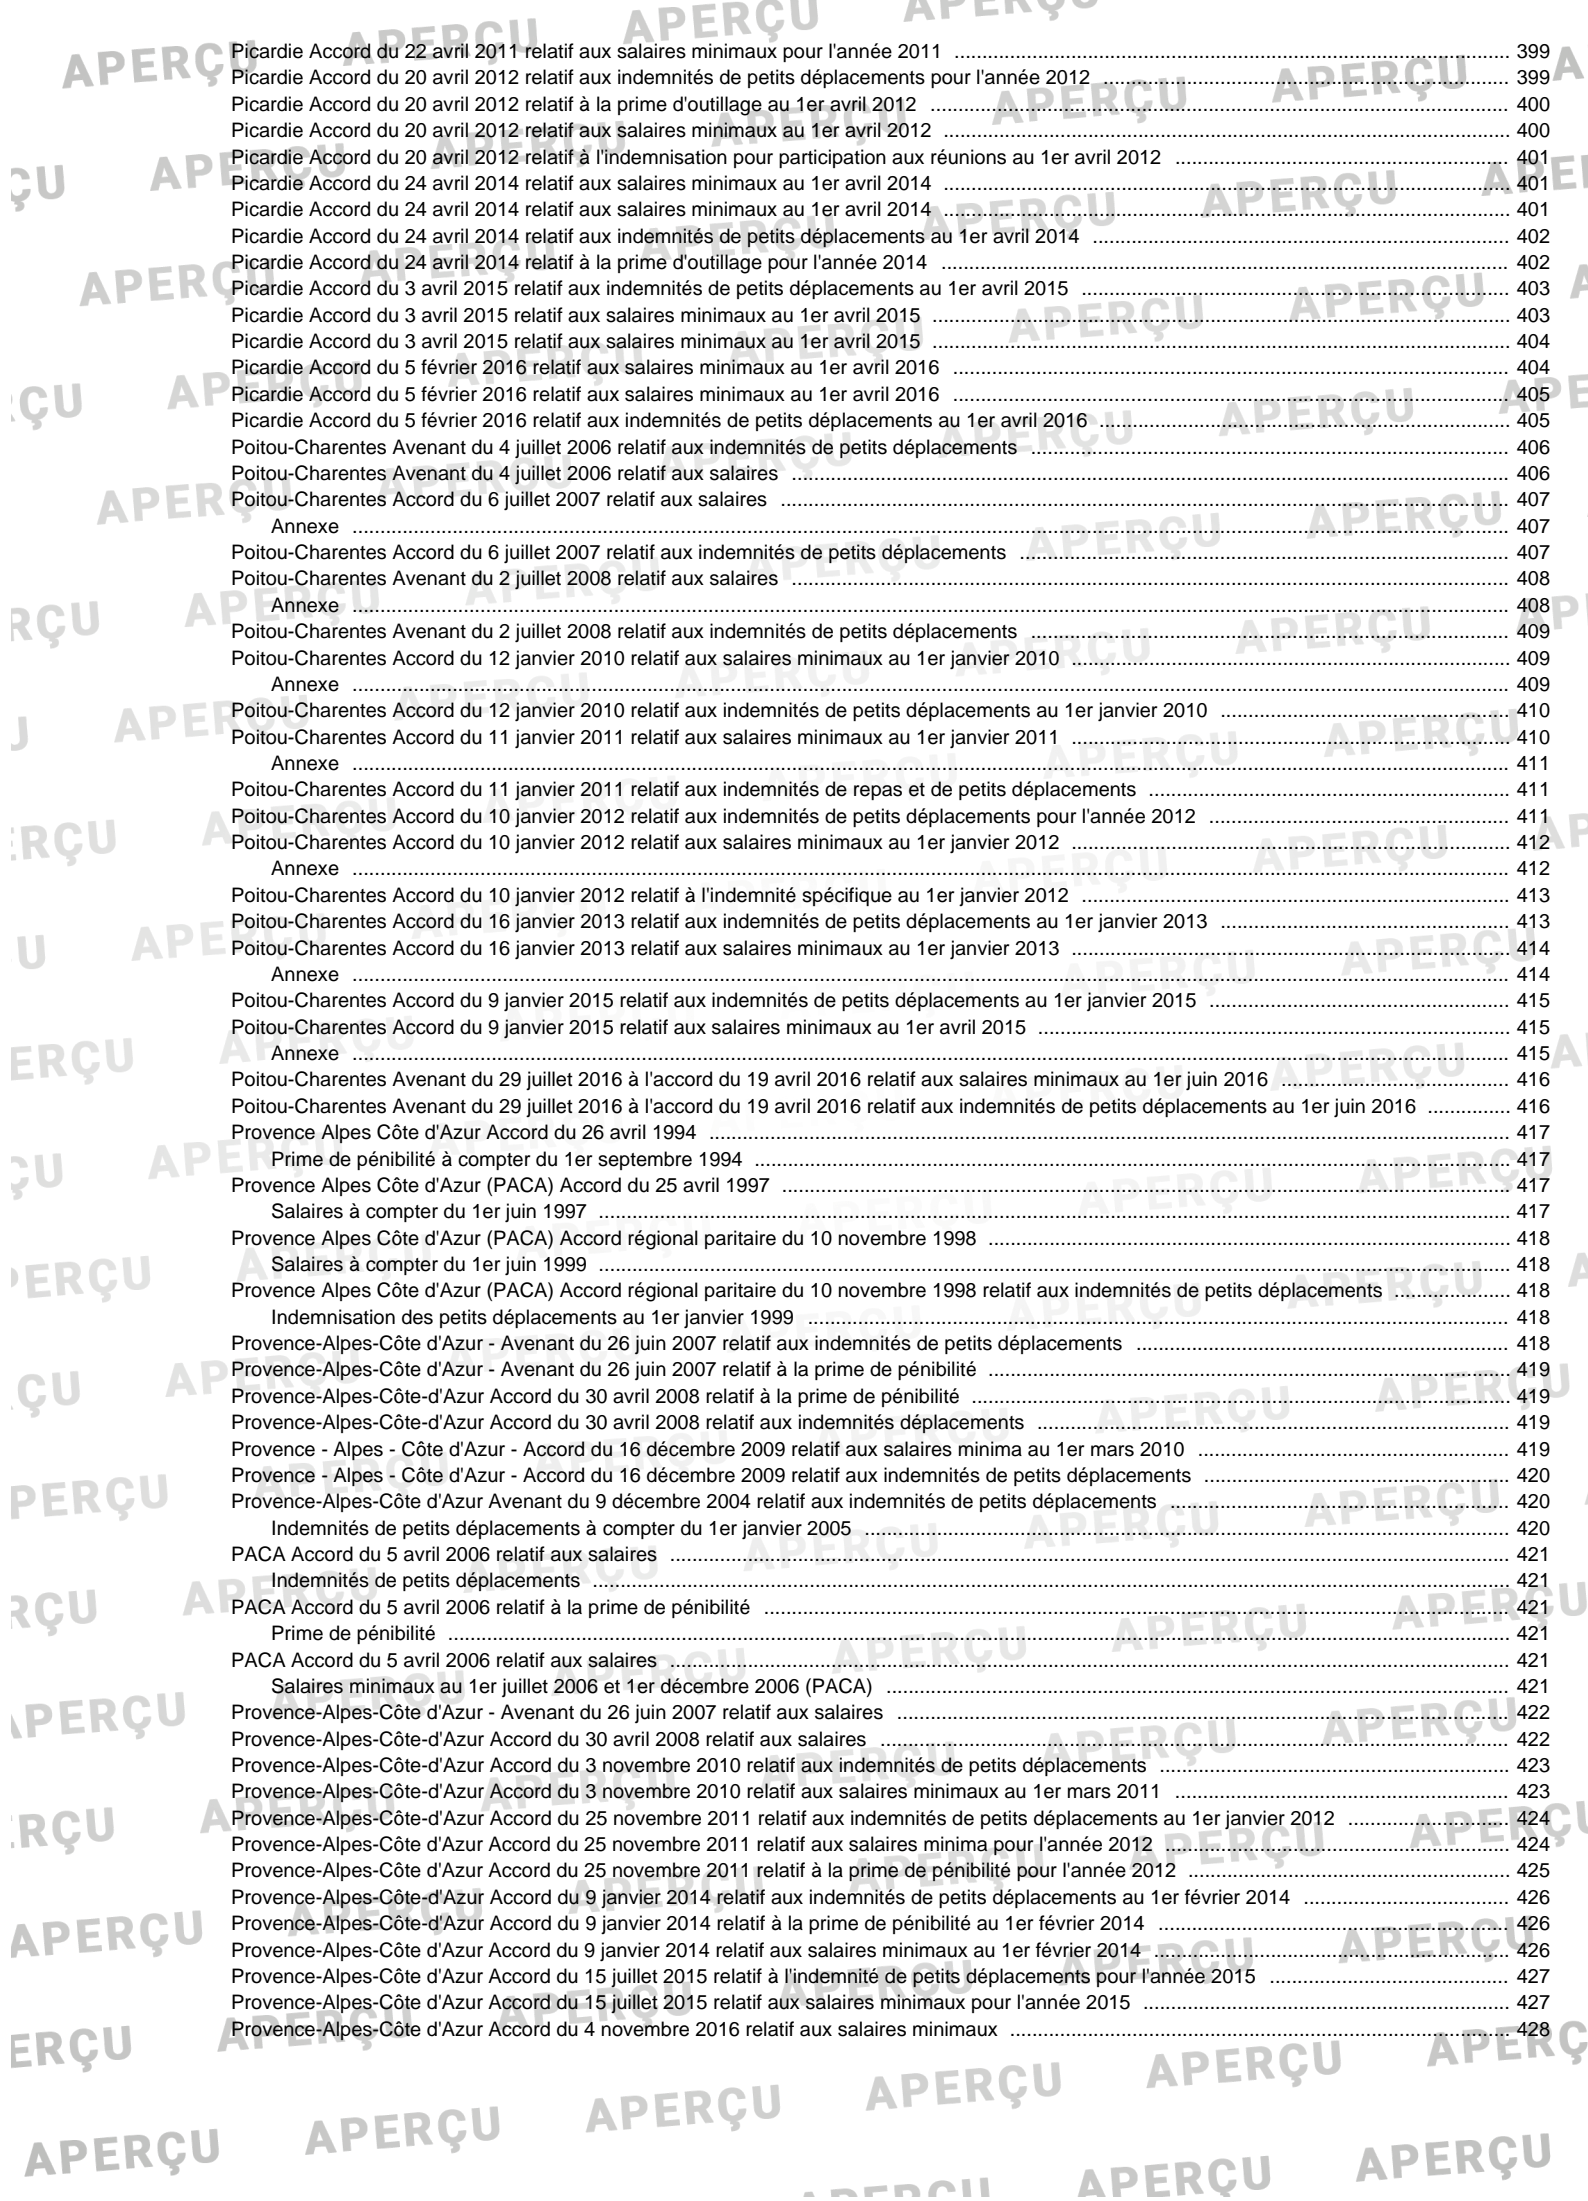 Picardie Accord du 22 avril 2011 relatif aux salaires minimaux pour l'année 2011 ........ 399
Picardie Accord du 20 avril 2012 relatif aux indemnités de petits déplacements pour l'année 2012 ........ 399
Picardie Accord du 20 avril 2012 relatif à la prime d'outillage au 1er avril 2012 ........ 400
Picardie Accord du 20 avril 2012 relatif aux salaires minimaux au 1er avril 2012 ........ 400
Picardie Accord du 20 avril 2012 relatif à l'indemnisation pour participation aux réunions au 1er avril 2012 ........ 401
Picardie Accord du 24 avril 2014 relatif aux salaires minimaux au 1er avril 2014 ........ 401
Picardie Accord du 24 avril 2014 relatif aux salaires minimaux au 1er avril 2014 ........ 401
Picardie Accord du 24 avril 2014 relatif aux indemnités de petits déplacements au 1er avril 2014 ........ 402
Picardie Accord du 24 avril 2014 relatif à la prime d'outillage pour l'année 2014 ........ 402
Picardie Accord du 3 avril 2015 relatif aux indemnités de petits déplacements au 1er avril 2015 ........ 403
Picardie Accord du 3 avril 2015 relatif aux salaires minimaux au 1er avril 2015 ........ 403
Picardie Accord du 3 avril 2015 relatif aux salaires minimaux au 1er avril 2015 ........ 404
Picardie Accord du 5 février 2016 relatif aux salaires minimaux au 1er avril 2016 ........ 404
Picardie Accord du 5 février 2016 relatif aux salaires minimaux au 1er avril 2016 ........ 405
Picardie Accord du 5 février 2016 relatif aux indemnités de petits déplacements au 1er avril 2016 ........ 405
Poitou-Charentes Avenant du 4 juillet 2006 relatif aux indemnités de petits déplacements ........ 406
Poitou-Charentes Avenant du 4 juillet 2006 relatif aux salaires ........ 406
Poitou-Charentes Accord du 6 juillet 2007 relatif aux salaires ........ 407
Annexe ........ 407
Poitou-Charentes Accord du 6 juillet 2007 relatif aux indemnités de petits déplacements ........ 407
Poitou-Charentes Avenant du 2 juillet 2008 relatif aux salaires ........ 408
Annexe ........ 408
Poitou-Charentes Avenant du 2 juillet 2008 relatif aux indemnités de petits déplacements ........ 409
Poitou-Charentes Accord du 12 janvier 2010 relatif aux salaires minimaux au 1er janvier 2010 ........ 409
Annexe ........ 409
Poitou-Charentes Accord du 12 janvier 2010 relatif aux indemnités de petits déplacements au 1er janvier 2010 ........ 410
Poitou-Charentes Accord du 11 janvier 2011 relatif aux salaires minimaux au 1er janvier 2011 ........ 410
Annexe ........ 411
Poitou-Charentes Accord du 11 janvier 2011 relatif aux indemnités de repas et de petits déplacements ........ 411
Poitou-Charentes Accord du 10 janvier 2012 relatif aux indemnités de petits déplacements pour l'année 2012 ........ 411
Poitou-Charentes Accord du 10 janvier 2012 relatif aux salaires minimaux au 1er janvier 2012 ........ 412
Annexe ........ 412
Poitou-Charentes Accord du 10 janvier 2012 relatif à l'indemnité spécifique au 1er janvier 2012 ........ 413
Poitou-Charentes Accord du 16 janvier 2013 relatif aux indemnités de petits déplacements au 1er janvier 2013 ........ 413
Poitou-Charentes Accord du 16 janvier 2013 relatif aux salaires minimaux au 1er janvier 2013 ........ 414
Annexe ........ 414
Poitou-Charentes Accord du 9 janvier 2015 relatif aux indemnités de petits déplacements au 1er janvier 2015 ........ 415
Poitou-Charentes Accord du 9 janvier 2015 relatif aux salaires minimaux au 1er avril 2015 ........ 415
Annexe ........ 415
Poitou-Charentes Avenant du 29 juillet 2016 à l'accord du 19 avril 2016 relatif aux salaires minimaux au 1er juin 2016 ........ 416
Poitou-Charentes Avenant du 29 juillet 2016 à l'accord du 19 avril 2016 relatif aux indemnités de petits déplacements au 1er juin 2016 ........ 416
Provence Alpes Côte d'Azur Accord du 26 avril 1994 ........ 417
Prime de pénibilité à compter du 1er septembre 1994 ........ 417
Provence Alpes Côte d'Azur (PACA) Accord du 25 avril 1997 ........ 417
Salaires à compter du 1er juin 1997 ........ 417
Provence Alpes Côte d'Azur (PACA) Accord régional paritaire du 10 novembre 1998 ........ 418
Salaires à compter du 1er juin 1999 ........ 418
Provence Alpes Côte d'Azur (PACA) Accord régional paritaire du 10 novembre 1998 relatif aux indemnités de petits déplacements ........ 418
Indemnisation des petits déplacements au 1er janvier 1999 ........ 418
Provence-Alpes-Côte d'Azur - Avenant du 26 juin 2007 relatif aux indemnités de petits déplacements ........ 418
Provence-Alpes-Côte d'Azur - Avenant du 26 juin 2007 relatif à la prime de pénibilité ........ 419
Provence-Alpes-Côte-d'Azur Accord du 30 avril 2008 relatif à la prime de pénibilité ........ 419
Provence-Alpes-Côte-d'Azur Accord du 30 avril 2008 relatif aux indemnités déplacements ........ 419
Provence - Alpes - Côte d'Azur - Accord du 16 décembre 2009 relatif aux salaires minima au 1er mars 2010 ........ 419
Provence - Alpes - Côte d'Azur - Accord du 16 décembre 2009 relatif aux indemnités de petits déplacements ........ 420
Provence-Alpes-Côte d'Azur Avenant du 9 décembre 2004 relatif aux indemnités de petits déplacements ........ 420
Indemnités de petits déplacements à compter du 1er janvier 2005 ........ 420
PACA Accord du 5 avril 2006 relatif aux salaires ........ 421
Indemnités de petits déplacements ........ 421
PACA Accord du 5 avril 2006 relatif à la prime de pénibilité ........ 421
Prime de pénibilité ........ 421
PACA Accord du 5 avril 2006 relatif aux salaires ........ 421
Salaires minimaux au 1er juillet 2006 et 1er décembre 2006 (PACA) ........ 421
Provence-Alpes-Côte d'Azur - Avenant du 26 juin 2007 relatif aux salaires ........ 422
Provence-Alpes-Côte-d'Azur Accord du 30 avril 2008 relatif aux salaires ........ 422
Provence-Alpes-Côte-d'Azur Accord du 3 novembre 2010 relatif aux indemnités de petits déplacements ........ 423
Provence-Alpes-Côte-d'Azur Accord du 3 novembre 2010 relatif aux salaires minimaux au 1er mars 2011 ........ 423
Provence-Alpes-Côte-d'Azur Accord du 25 novembre 2011 relatif aux indemnités de petits déplacements au 1er janvier 2012 ........ 424
Provence-Alpes-Côte d'Azur Accord du 25 novembre 2011 relatif aux salaires minima pour l'année 2012 ........ 424
Provence-Alpes-Côte d'Azur Accord du 25 novembre 2011 relatif à la prime de pénibilité pour l'année 2012 ........ 425
Provence-Alpes-Côte-d'Azur Accord du 9 janvier 2014 relatif aux indemnités de petits déplacements au 1er février 2014 ........ 426
Provence-Alpes-Côte-d'Azur Accord du 9 janvier 2014 relatif à la prime de pénibilité au 1er février 2014 ........ 426
Provence-Alpes-Côte d'Azur Accord du 9 janvier 2014 relatif aux salaires minimaux au 1er février 2014 ........ 426
Provence-Alpes-Côte d'Azur Accord du 15 juillet 2015 relatif à l'indemnité de petits déplacements pour l'année 2015 ........ 427
Provence-Alpes-Côte d'Azur Accord du 15 juillet 2015 relatif aux salaires minimaux pour l'année 2015 ........ 427
Provence-Alpes-Côte d'Azur Accord du 4 novembre 2016 relatif aux salaires minimaux ........ 428
APERÇU